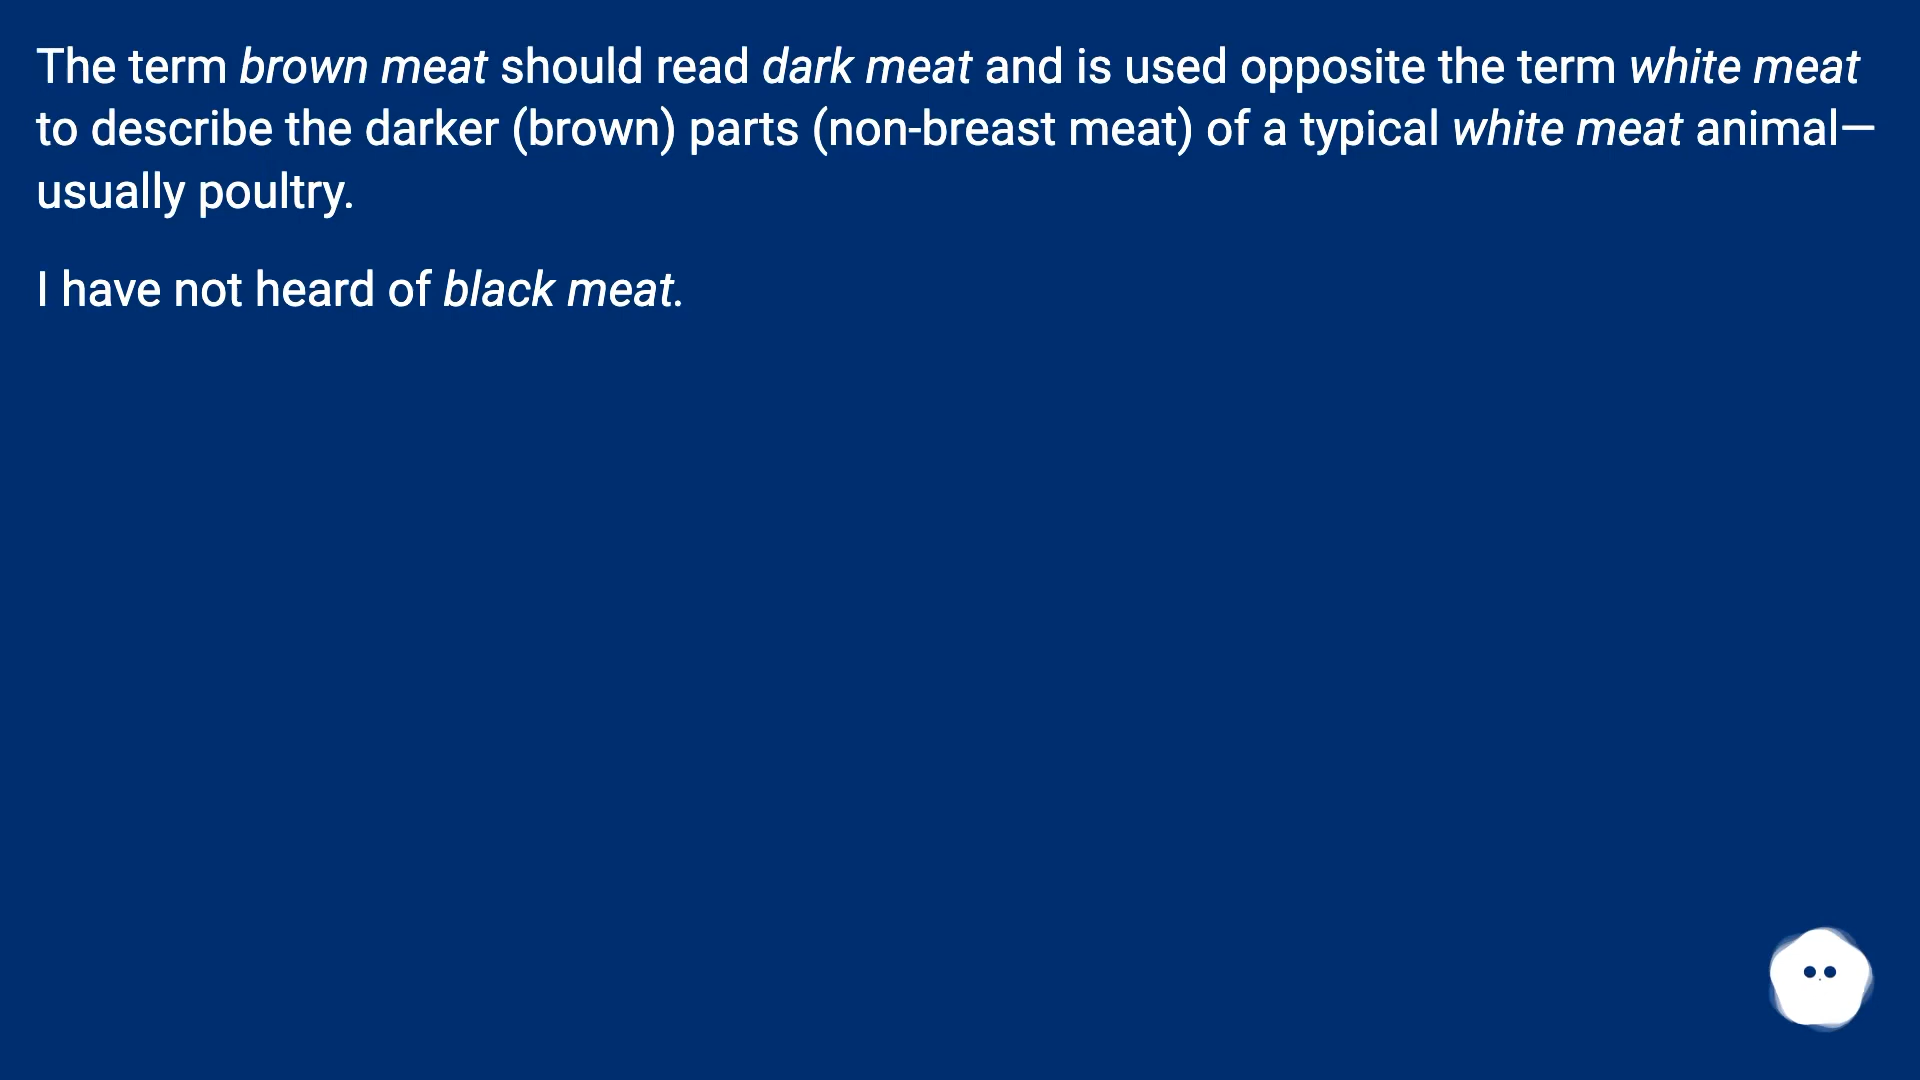 The term brown meat should read dark meat and is used opposite the term white meat
to describe the darker (brown) parts (non-breast meat) of a typical white meat animal—
usually poultry.
I have not heard of black meat.